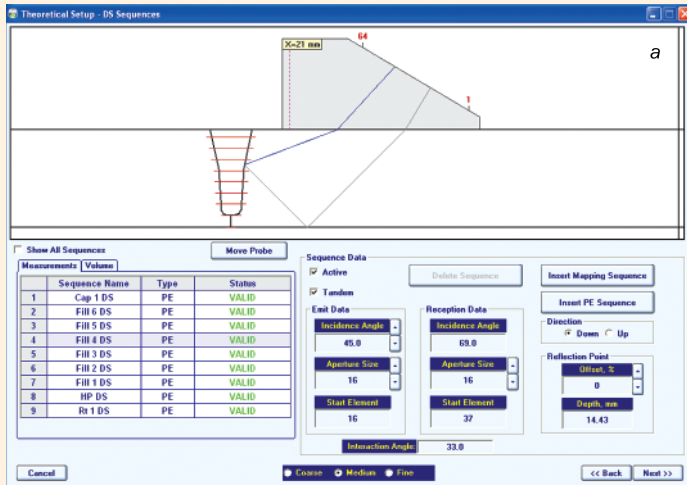 Theoretical Setup - DS Sequences
a
64
X=21 mm
1
Show All Sequences
Move Probe
Measurements Volume
Sequence Name Type Status
1 Cap 1 DS PE VALID
2 Fill 6 DS PE VALID
3 Fill 5 DS PE VALID
4 Fill 4 DS PE VALID
5 Fill 3 DS PE VALID
6 Fill 2 DS PE VALID
7 Fill 1 DS PE VALID
8 HP DS PE VALID
9 Rt 1 DS PE VALID
Sequence Data
Active
Tandem
Delete Sequence
Emit Data
Incidence Angle
45.0
Aperture Size
16
Start Element
16
Reception Data
Incidence Angle
69.0
Aperture Size
16
Start Element
37
Interaction Angle: 33.0
Insert Mapping Sequence
Insert PE Sequence
Direction
Down Up
Reflection Point
Offset, %
0
Depth, mm
14.43
Cancel
Coarse Medium Fine
<< Back Next >>